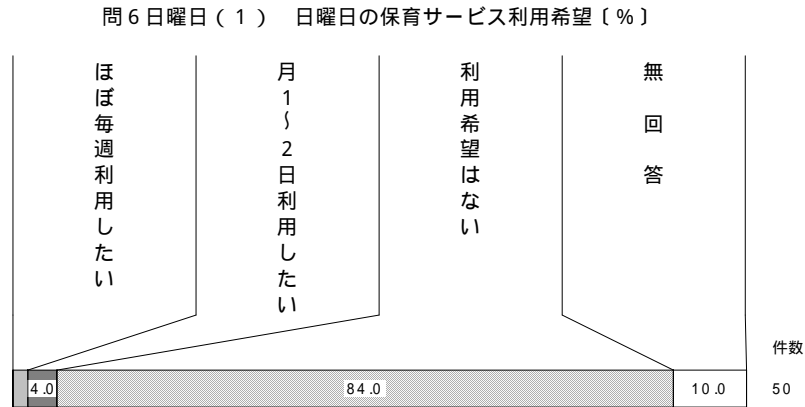 問6日曜日(1) 日曜日の保育サービス利用希望〔%〕
ほぼ毎週利用したい
月1~2日利用したい
利用希望はない
無回答
件数
4.0 84.0 10.0 50